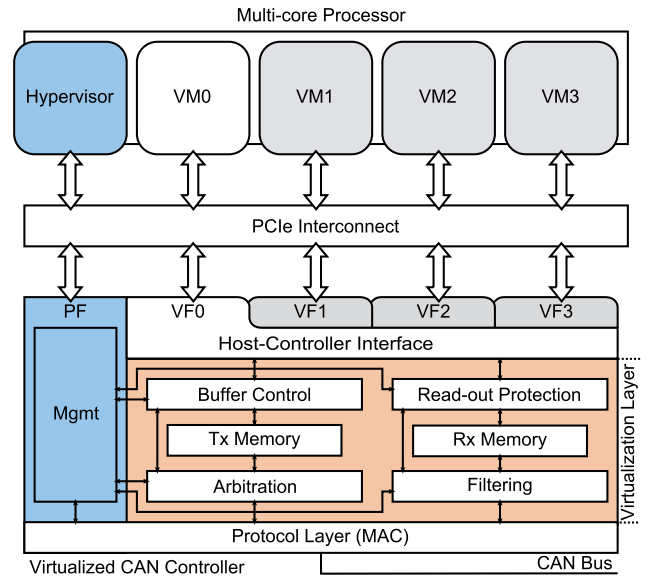 Multi-core Processor
Hypervisor
VM0
VM1
VM2
VM3
PCIe Interconnect
PF
VF0
VF1
VF2
VF3
Host-Controller Interface
Mgmt
Buffer Control
Read-out Protection
Tx Memory
Rx Memory
Arbitration
Filtering
Virtualization Layer
Protocol Layer (MAC)
Virtualized CAN Controller
CAN Bus